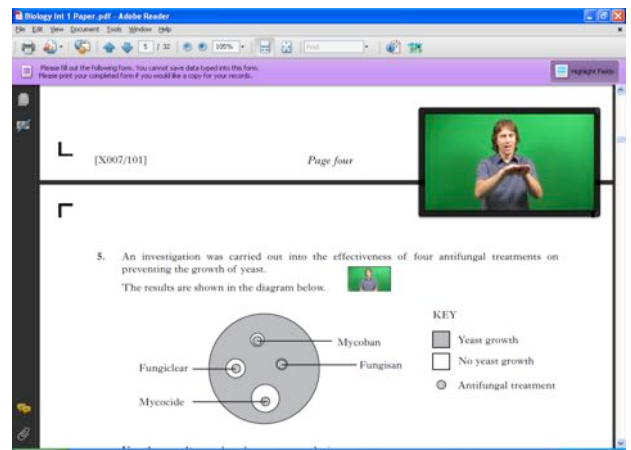 Biology Int 1 Paper.pdf - Adobe Reader
File Edit View Document Tools Window Help
5 / 32 105% Find
Please fill out the following form. You cannot save data typed into this form.
Please print your completed form if you would like a copy for your records.
Highlight Fields
[X007/101] Page four
5. An investigation was carried out into the effectiveness of four antifungal treatments on
preventing the growth of yeast.
The results are shown in the diagram below.
KEY
Mycoban
Yeast growth
Fungiclear
Fungisan
No yeast growth
Antifungal treatment
Mycocide